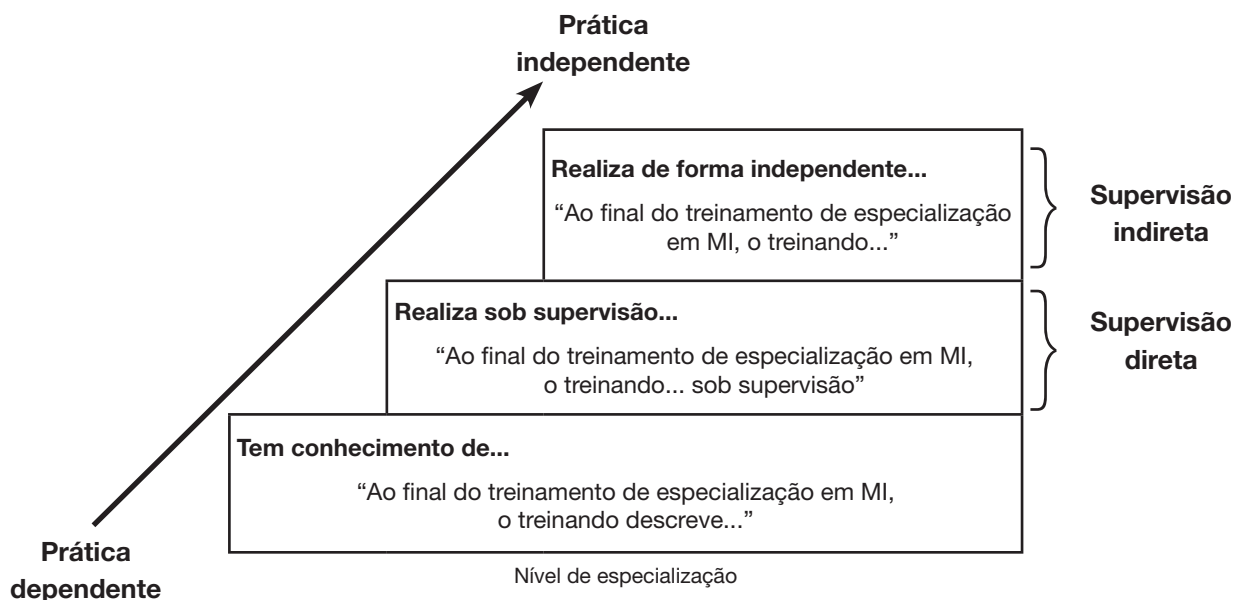 Prática
independente
Realiza de forma independente...
“Ao final do treinamento de especialização
em MI, o treinando...”
Supervisão
indireta
Realiza sob supervisão...
“Ao final do treinamento de especialização em MI,
o treinando... sob supervisão”
Supervisão
direta
Tem conhecimento de...
“Ao final do treinamento de especialização em MI,
o treinando descreve...”
Prática
dependente
Nível de especialização